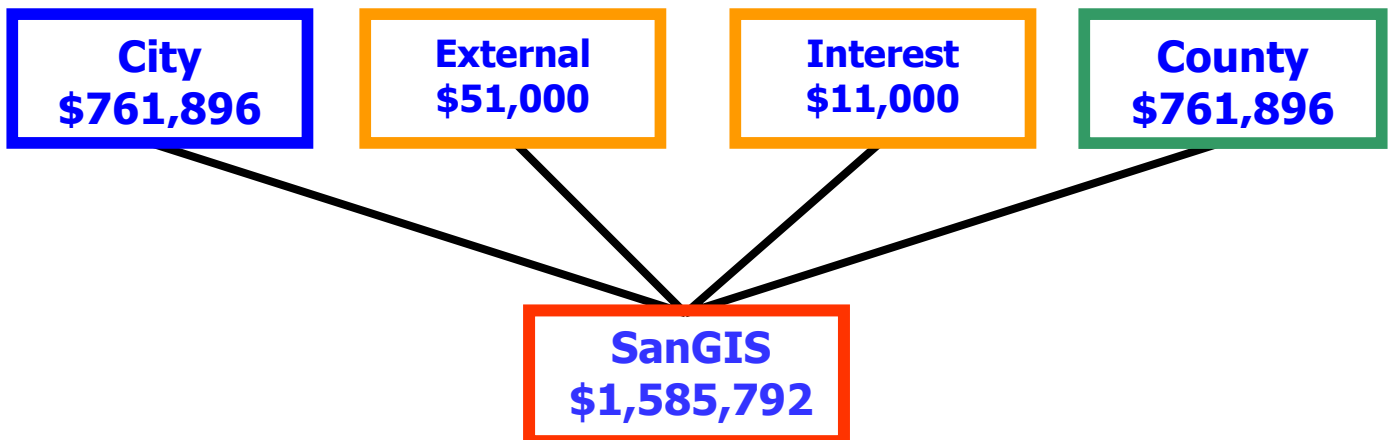 City
$761,896
External
$51,000
Interest
$11,000
County
$761,896
SanGIS
$1,585,792